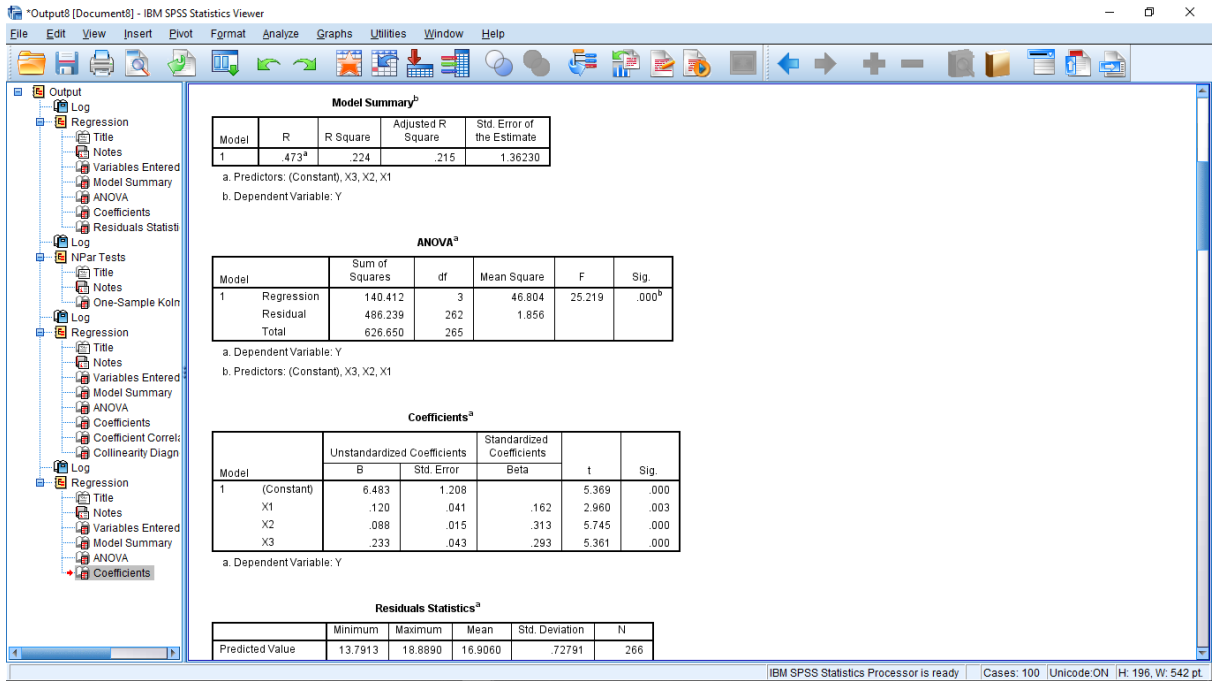 *Output8 [Document8] - IBM SPSS Statistics Viewer
File Edit View Insert Pivot Format Analyze Graphs Utilities Window Help
Output
Log
Regression
Title
Notes
Variables Entered
Model Summary
ANOVA
Coefficients
Residuals Statisti
Log
NPar Tests
Title
Notes
One-Sample Kolm
Log
Regression
Title
Notes
Variables Entered
Model Summary
ANOVA
Coefficients
Coefficient Correla
Collinearity Diagn
Log
Regression
Title
Notes
Variables Entered
Model Summary
ANOVA
Coefficients
Model Summaryb
Model R R Square Adjusted R Square Std. Error of the Estimate
1 .473a .224 .215 1.36230
a. Predictors: (Constant), X3, X2, X1
b. Dependent Variable: Y
ANOVAa
Model Sum of Squares df Mean Square F Sig.
1 Regression 140.412 3 46.804 25.219 .000b
Residual 486.239 262 1.856
Total 626.650 265
a. Dependent Variable: Y
b. Predictors: (Constant), X3, X2, X1
Coefficientsa
Unstandardized Coefficients Standardized Coefficients
Model B Std. Error Beta t Sig.
1 (Constant) 6.483 1.208 5.369 .000
X1 .120 .041 .162 2.960 .003
X2 .088 .015 .313 5.745 .000
X3 .233 .043 .293 5.361 .000
a. Dependent Variable: Y
Residuals Statisticsa
Minimum Maximum Mean Std. Deviation N
Predicted Value 13.7913 18.8890 16.9060 .72791 266
IBM SPSS Statistics Processor is ready Cases: 100 Unicode:ON H: 196, W: 542 pt.